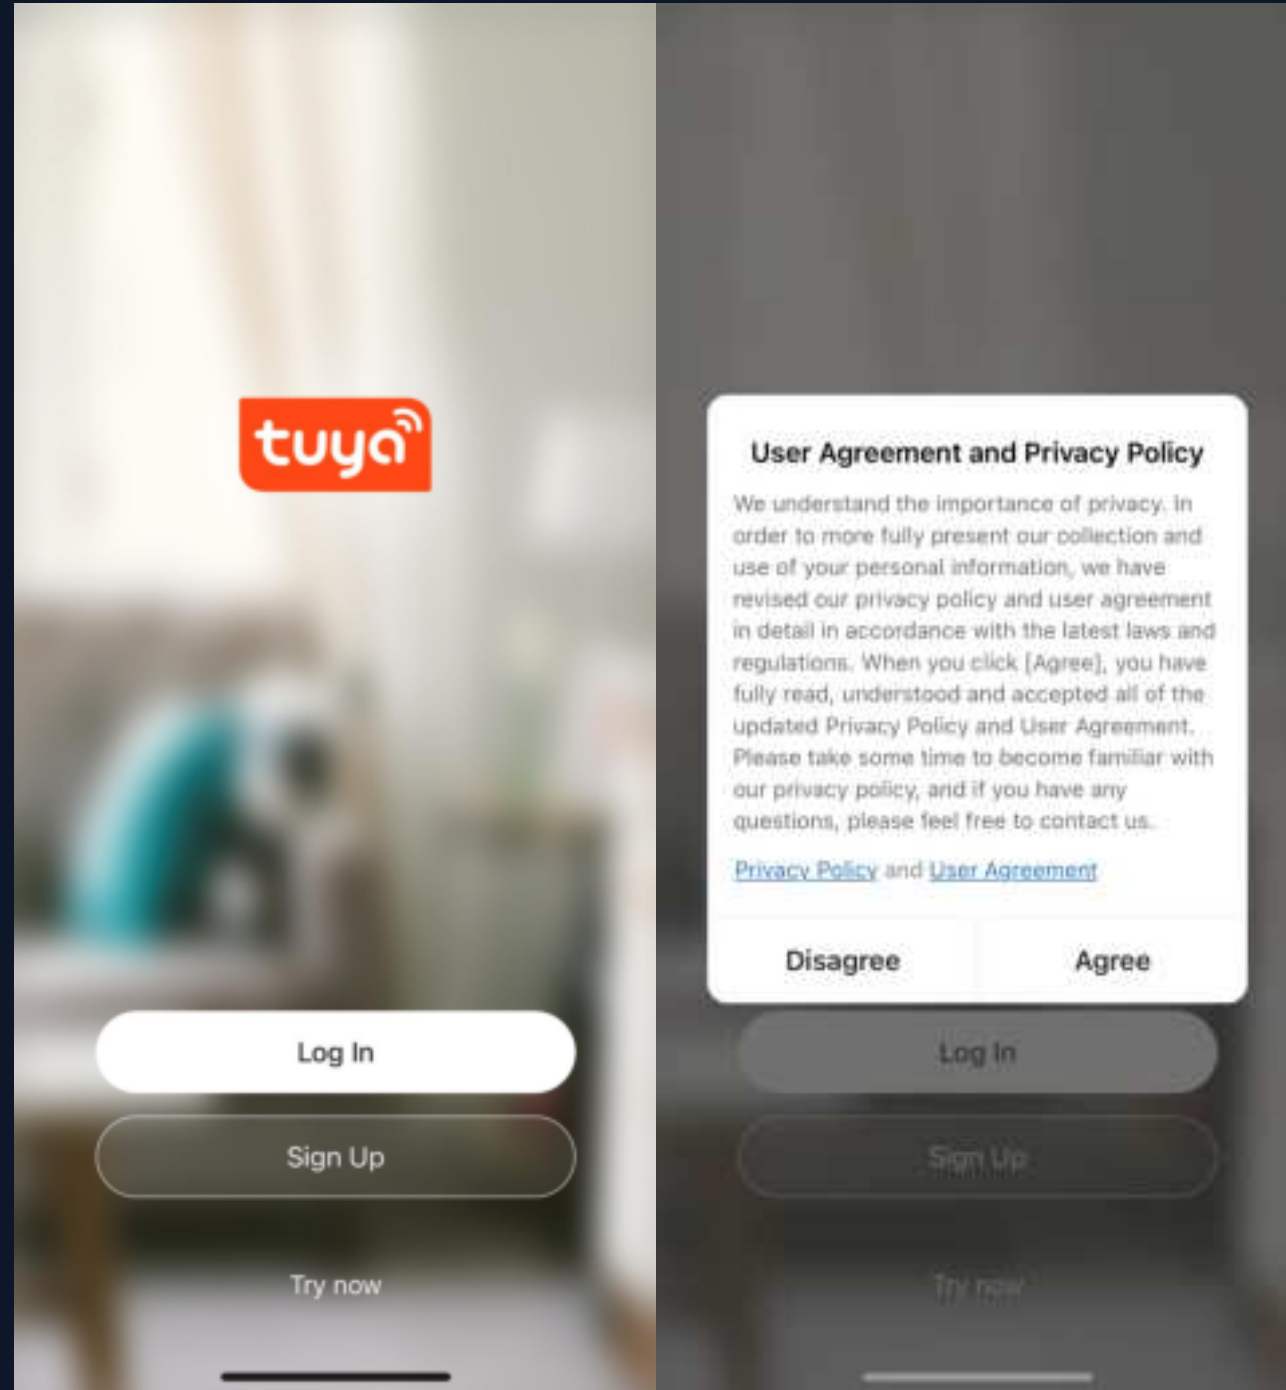 tuya
Log In
Sign Up
Try now
User Agreement and Privacy Policy
We understand the importance of privacy. In
order to more fully present our collection and
use of your personal information, we have
revised our privacy policy and user agreement
in detail in accordance with the latest laws and
regulations. When you click [Agree], you have
fully read, understood and accepted all of the
updated Privacy Policy and User Agreement.
Please take some time to become familiar with
our privacy policy, and if you have any
questions, please feel free to contact us.
Privacy Policy and User Agreement
Disagree
Agree
Log In
Sign Up
Try now